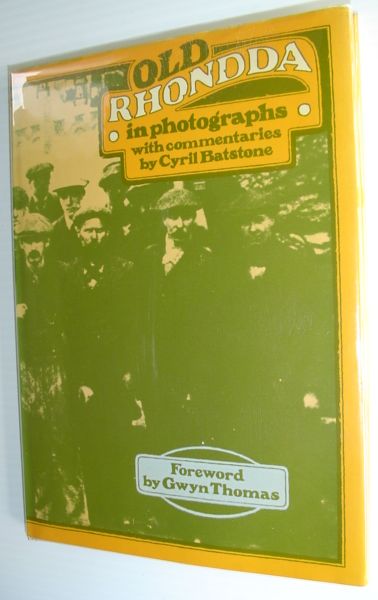 OLD
RHONDDA
in photographs
with commentaries
by Cyril Batstone
Foreword
by Gwyn Thomas